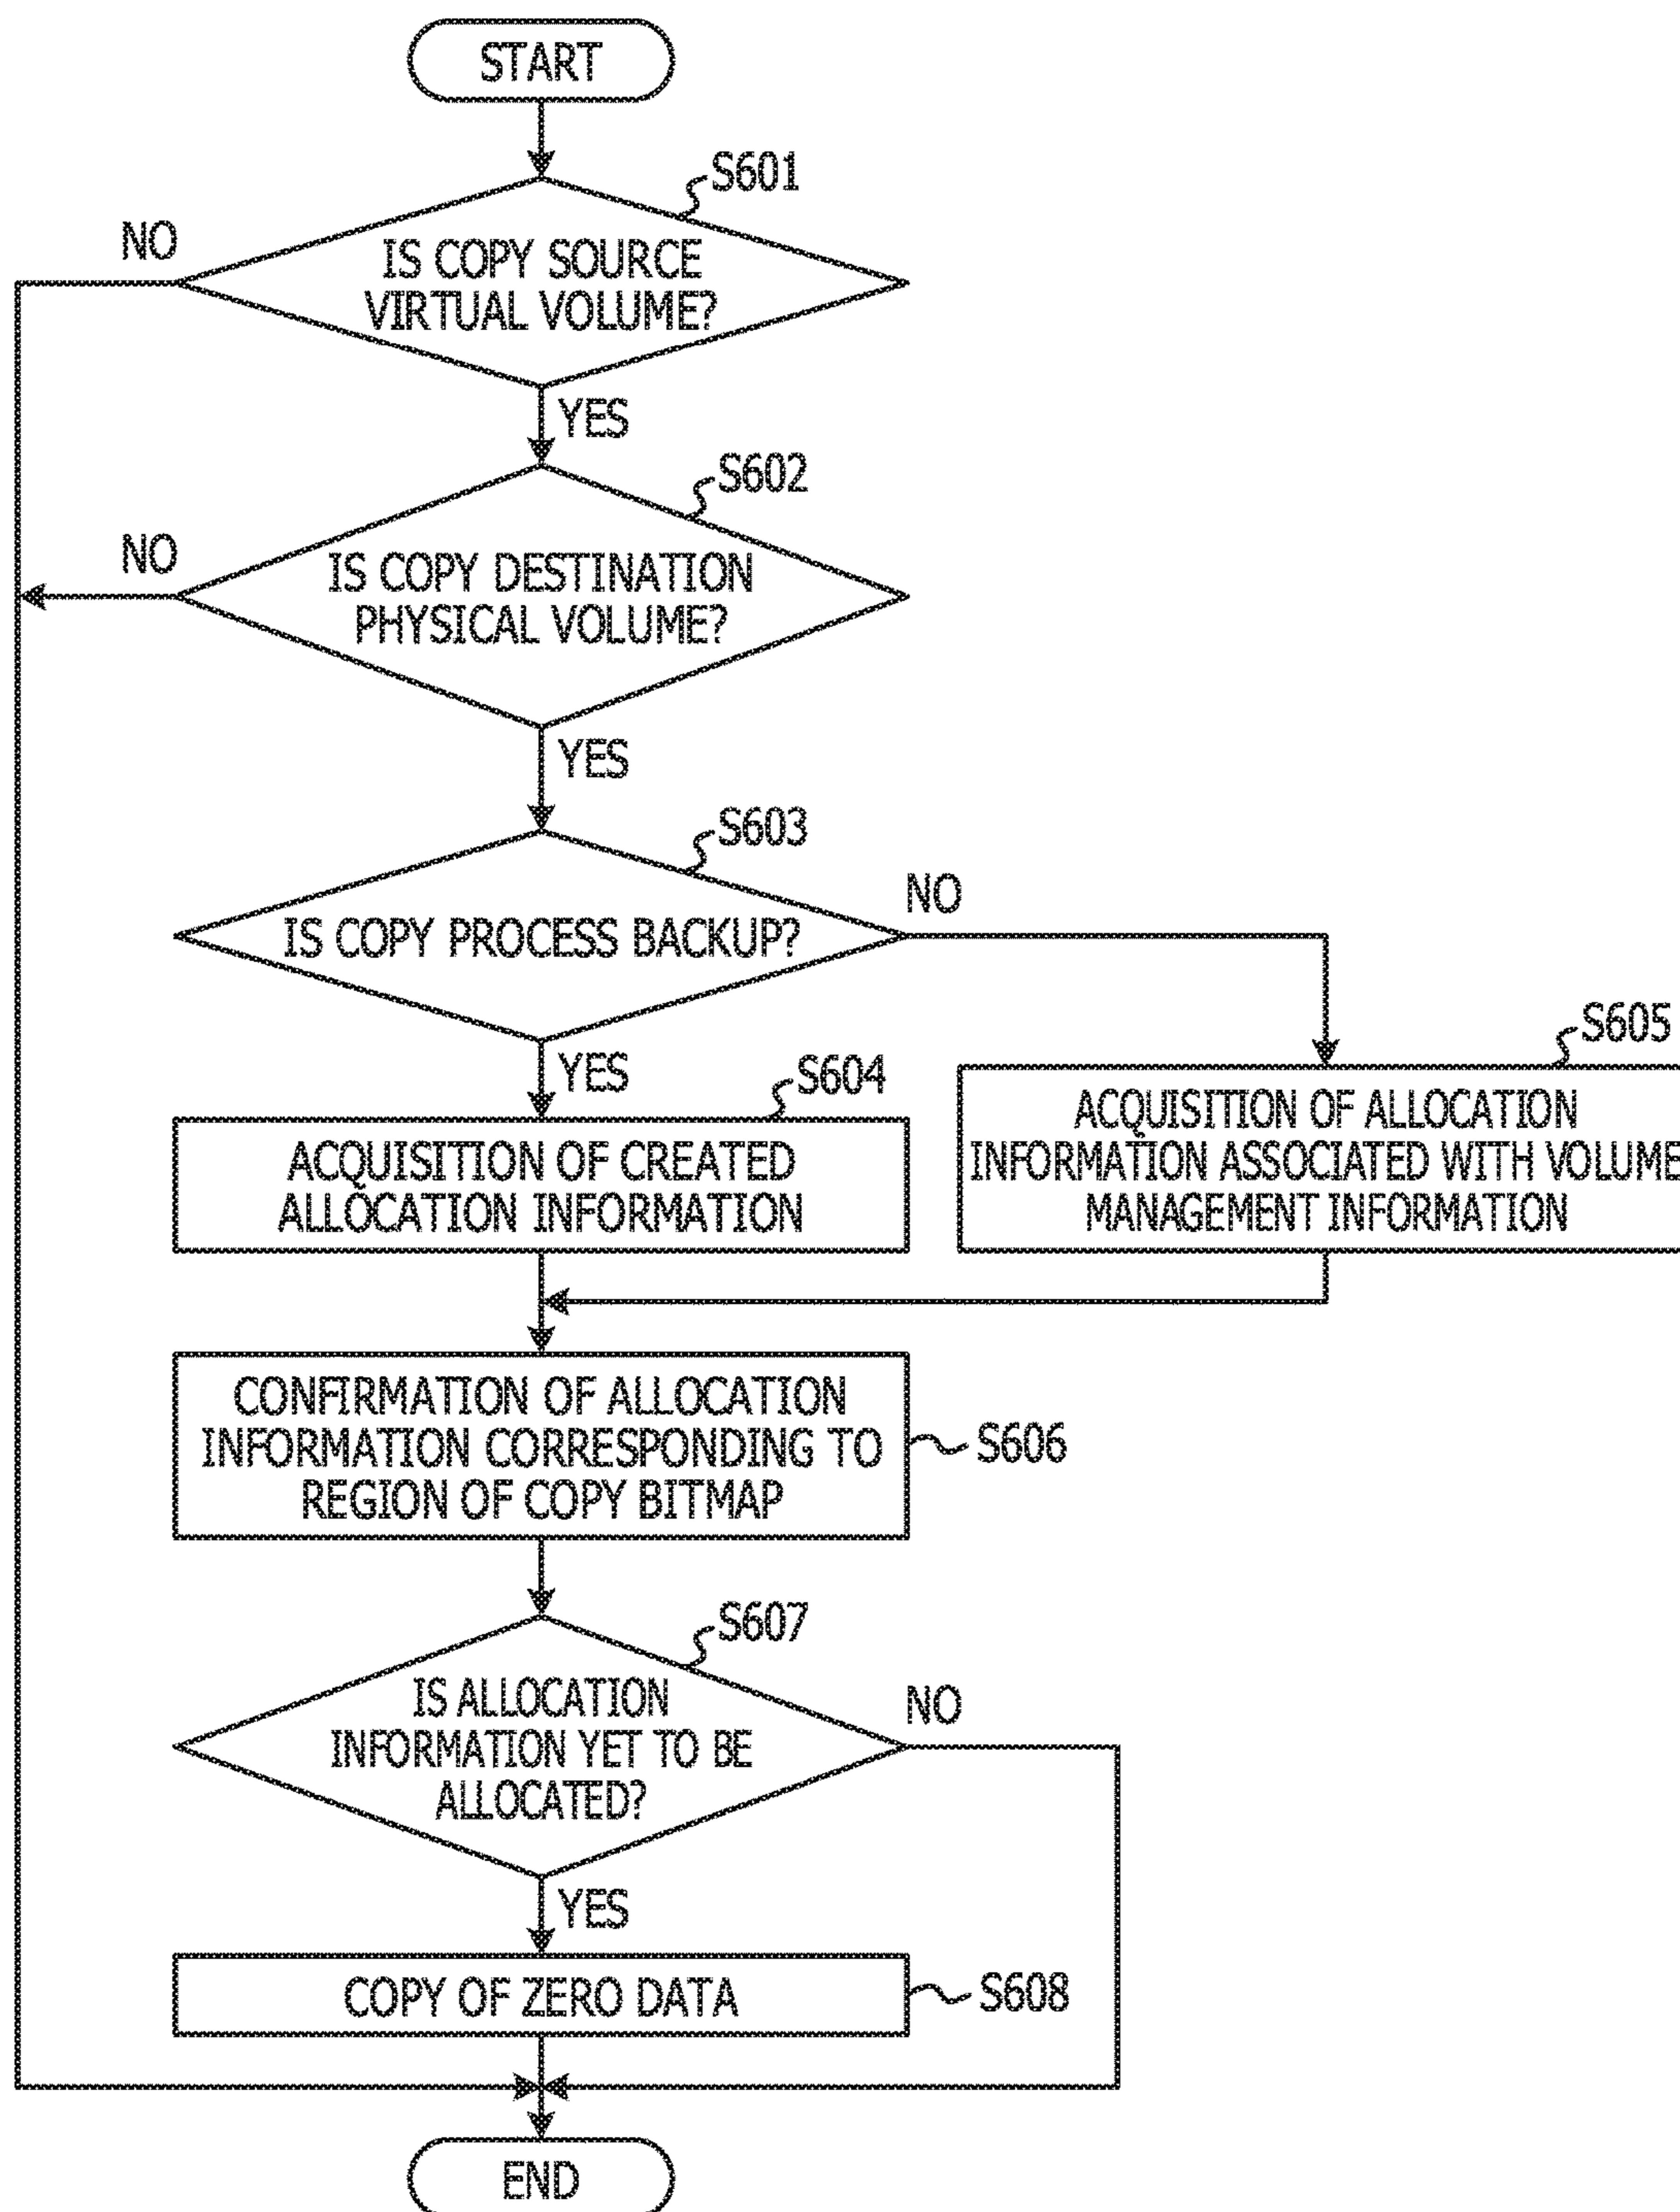 START
S601
NO
IS COPY SOURCE
VIRTUAL VOLUME?
YES
S602
NO
IS COPY DESTINATION
PHYSICAL VOLUME?
YES
S603
NO
IS COPY PROCESS BACKUP?
S605
YES
S604
ACQUISITION OF CREATED
ALLOCATION INFORMATION
ACQUISITION OF ALLOCATION
INFORMATION ASSOCIATED WITH VOLUME
MANAGEMENT INFORMATION
CONFIRMATION OF ALLOCATION
INFORMATION CORRESPONDING TO
REGION OF COPY BITMAP
S606
S607
NO
IS ALLOCATION
INFORMATION YET TO BE
ALLOCATED?
YES
COPY OF ZERO DATA
S608
END